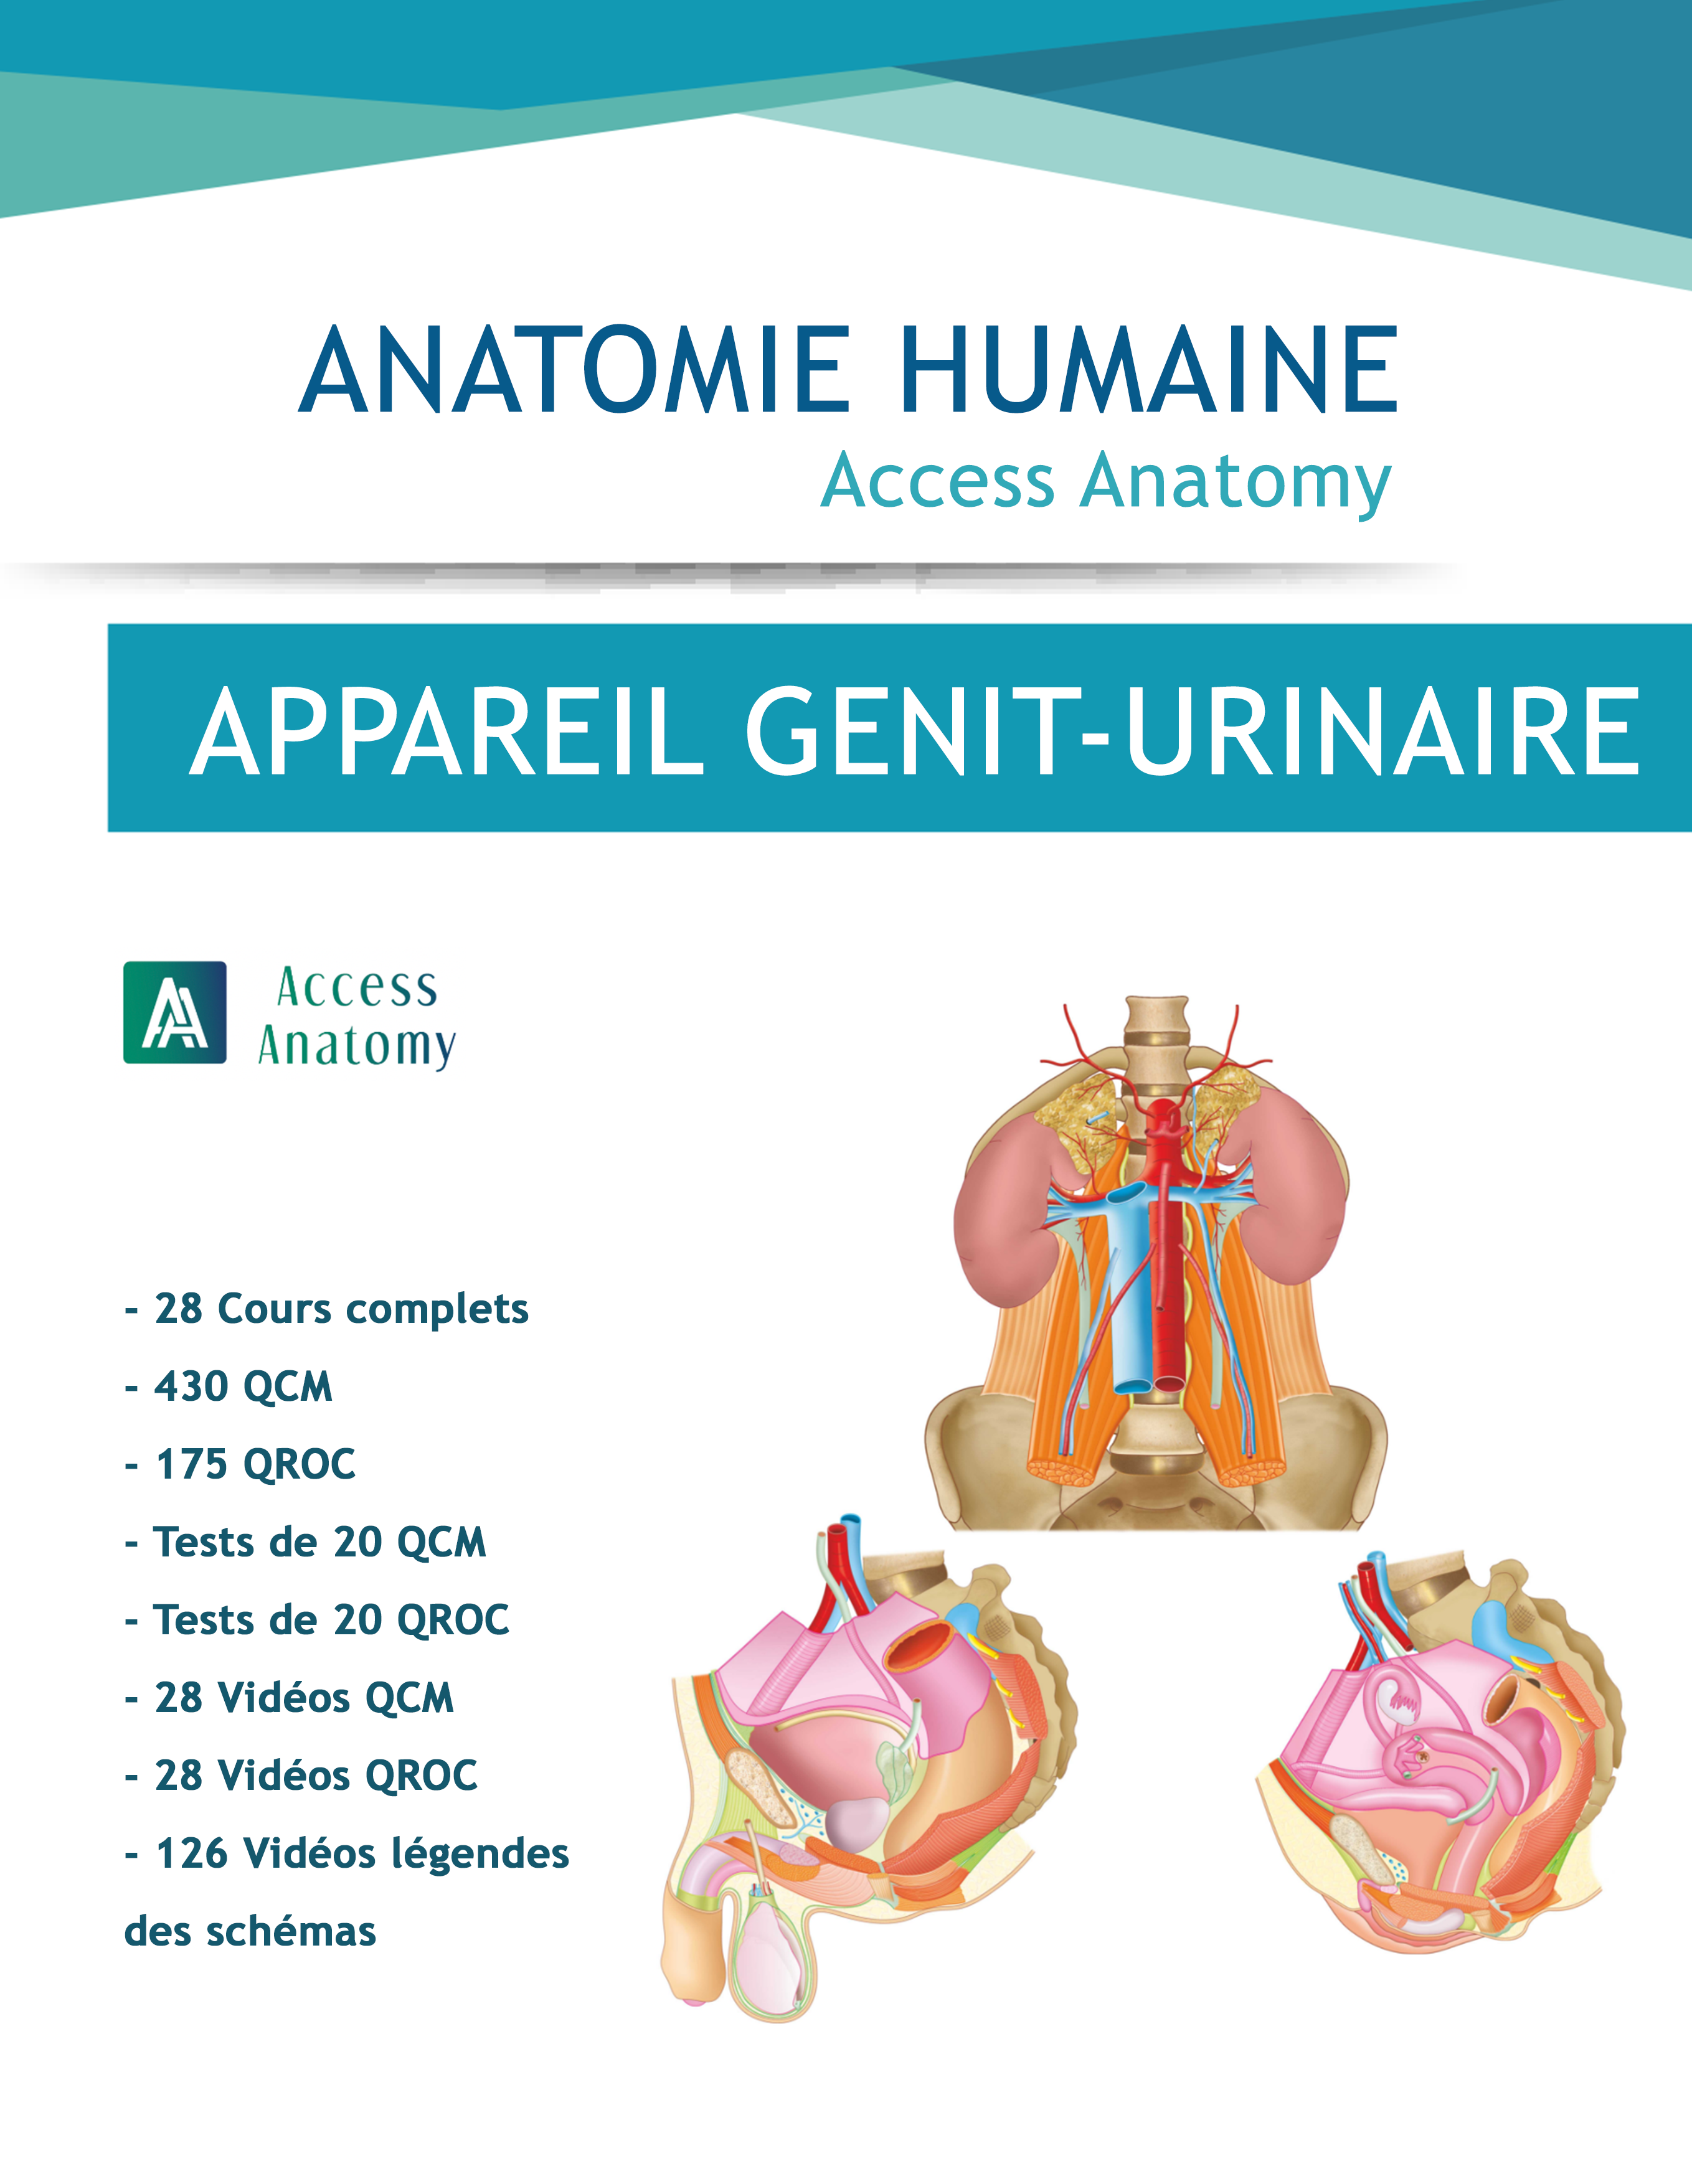 ANATOMIE HUMAINE
Access Anatomy
APPAREIL GENIT-URINAIRE
AA
Access
Anatomy
- 28 Cours complets
- 430 QCM
- 175 QROC
- Tests de 20 QCM
- Tests de 20 QROC
- 28 Vidéos QCM
- 28 Vidéos QROC
- 126 Vidéos légendes
des schémas